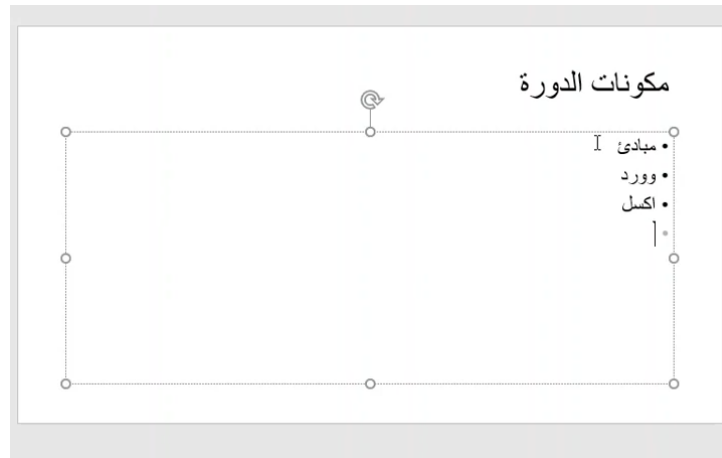 مكونات الدورة
• مبادئ
• وورد
• اكسل